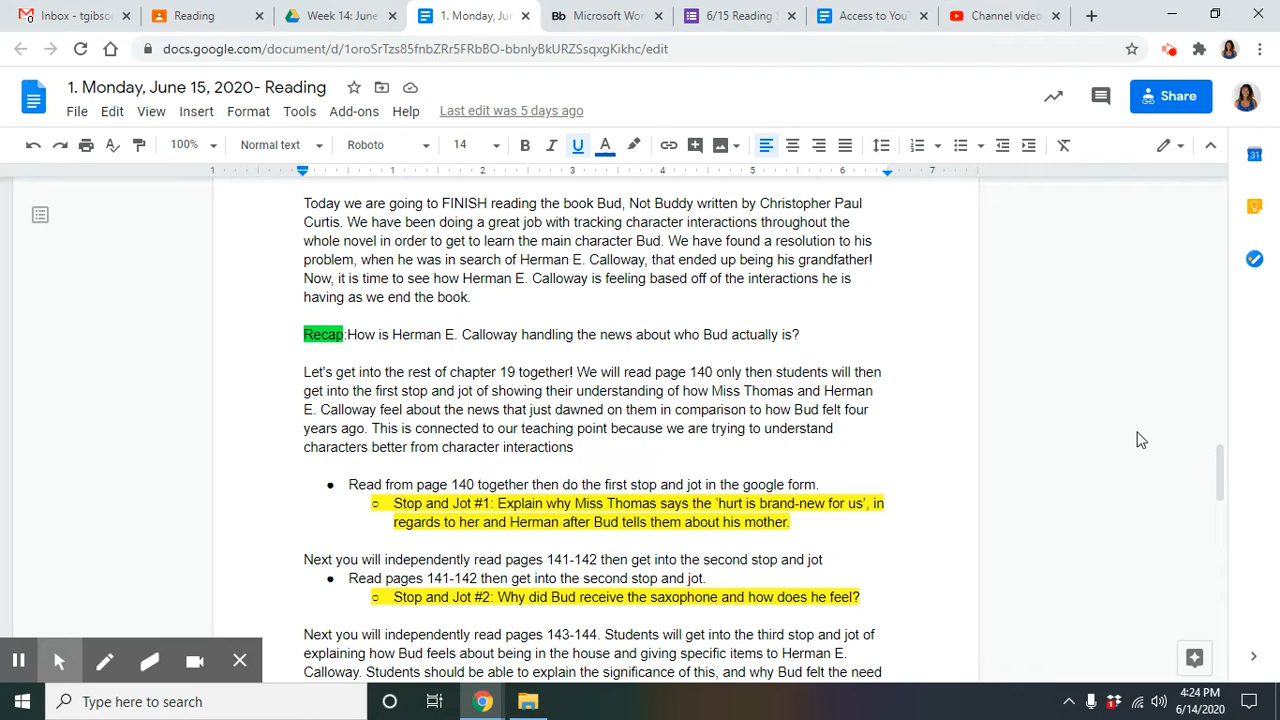 Inbox - tgibso
Reading
Week 14: June
1. Monday, Ju
Bb Microsoft Wor
6/15 Reading S
Access to YouT
Channel video
docs.google.com/document/d/1oroSrTzs85fnbZRr5FRbBO-bbnlyBkURZSsqxgKikhc/edit
1. Monday, June 15, 2020- Reading
File Edit View Insert Format Tools Add-ons Help Last edit was 5 days ago
Share
100% Normal text Roboto 14 B I U A
1 1 2 3 4 5 6 7
31
Today we are going to FINISH reading the book Bud, Not Buddy written by Christopher Paul
Curtis. We have been doing a great job with tracking character interactions throughout the
whole novel in order to get to learn the main character Bud. We have found a resolution to his
problem, when he was in search of Herman E. Calloway, that ended up being his grandfather!
Now, it is time to see how Herman E. Calloway is feeling based off of the interactions he is
having as we end the book.
Recap:How is Herman E. Calloway handling the news about who Bud actually is?
Let's get into the rest of chapter 19 together! We will read page 140 only then students will then
get into the first stop and jot of showing their understanding of how Miss Thomas and Herman
E. Calloway feel about the news that just dawned on them in comparison to how Bud felt four
years ago. This is connected to our teaching point because we are trying to understand
characters better from character interactions
● Read from page 140 together then do the first stop and jot in the google form.
○ Stop and Jot #1: Explain why Miss Thomas says the 'hurt is brand-new for us', in
regards to her and Herman after Bud tells them about his mother.
Next you will independently read pages 141-142 then get into the second stop and jot
● Read pages 141-142 then get into the second stop and jot.
○ Stop and Jot #2: Why did Bud receive the saxophone and how does he feel?
Next you will independently read pages 143-144. Students will get into the third stop and jot of
explaining how Bud feels about being in the house and giving specific items to Herman E.
Calloway. Students should be able to explain the significance of this, and why Bud felt the need
Type here to search
4:24 PM
6/14/2020